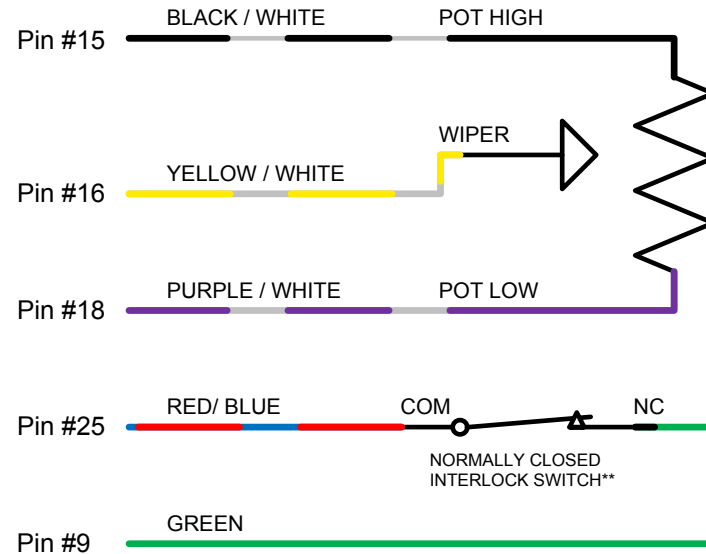 BLACK / WHITE POT HIGH
Pin #15
WIPER
YELLOW / WHITE
Pin #16
PURPLE / WHITE POT LOW
Pin #18
RED/ BLUE COM NC
Pin #25
NORMALLY CLOSED
INTERLOCK SWITCH**
GREEN
Pin #9